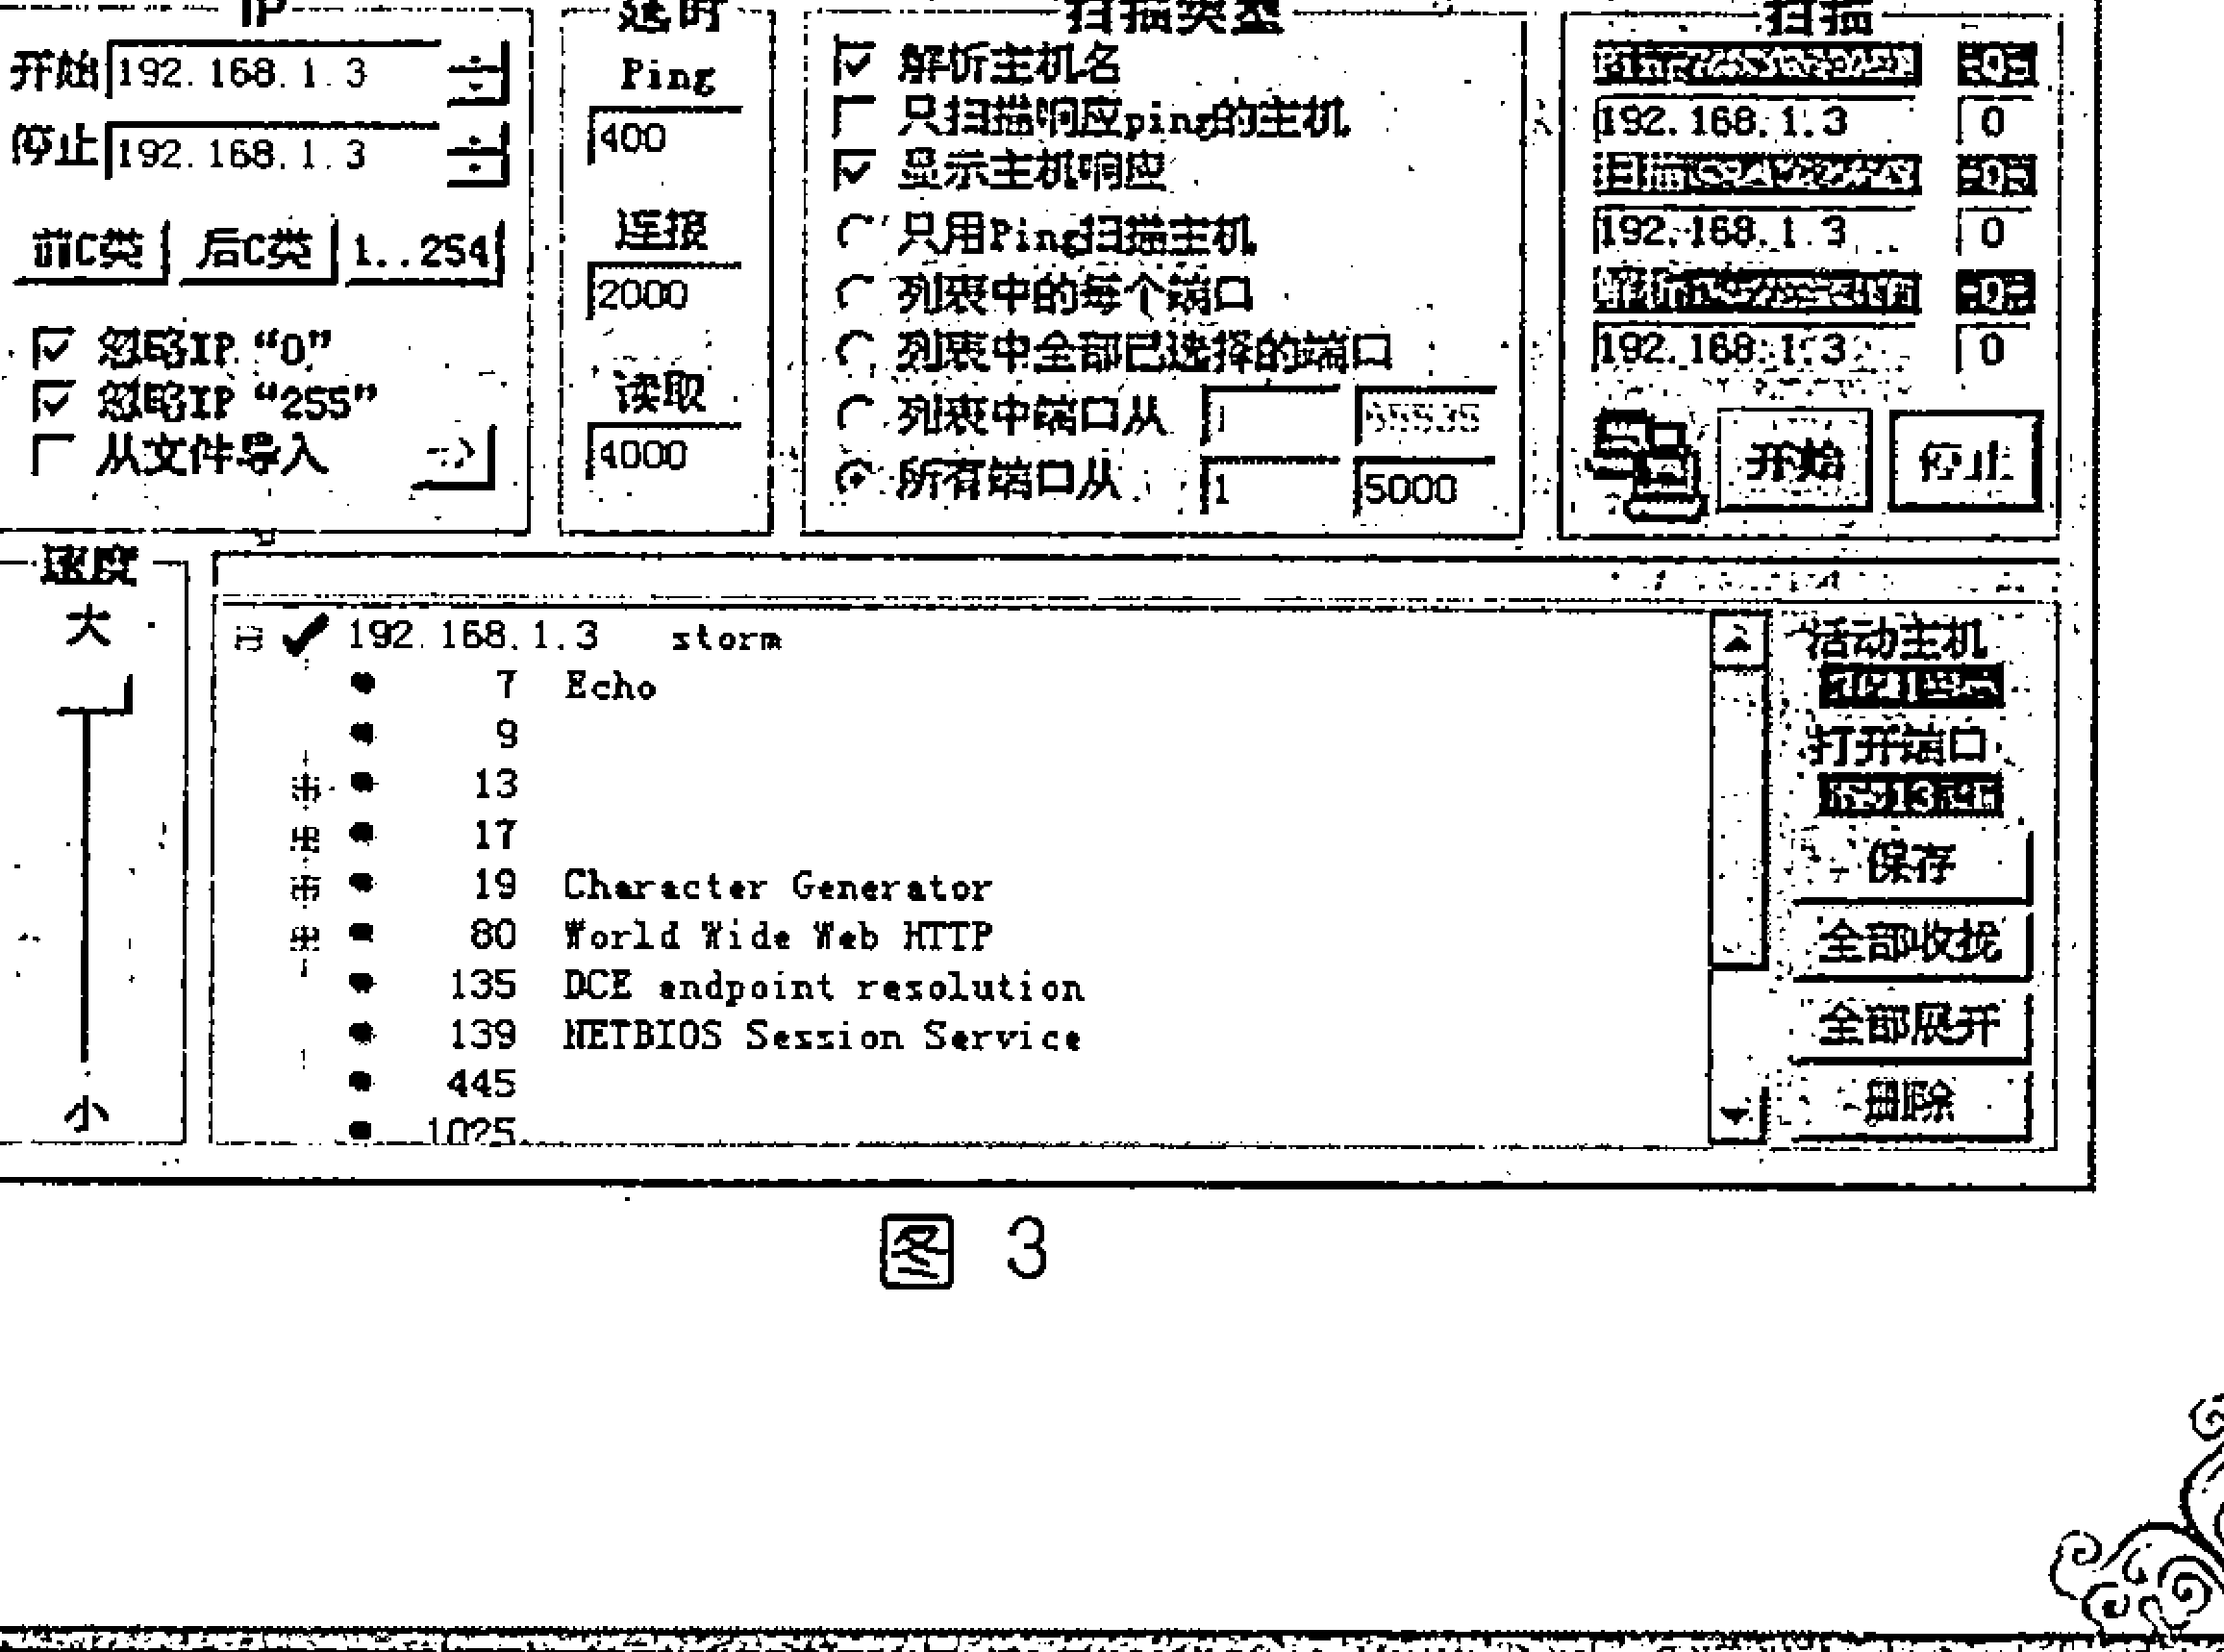 IP
开始 192.168.1.3
停止 192.168.1.3
前C类 后C类 1..254
忽略IP “0”
忽略IP “255”
从文件导入 ->
延时
Ping
400
连接
2000
读取
4000
扫描类型
解析主机名
只扫描响应ping的主机
显示主机响应
只用Ping扫描主机
列表中的每个端口
列表中全部已选择的端口
列表中端口从 1 65535
所有端口从 1 5000
扫描
192.168.1.3 0
扫描
192.168.1.3 0
解析
192.168.1.3 0
开始 停止
速度
大
小
192.168.1.3 storm
7 Echo
9
13
17
19 Character Generator
80 World Wide Web HTTP
135 DCE endpoint resolution
139 NETBIOS Session Service
445
1025
活动主机
打开端口
保存
全部收拢
全部展开
删除
图 3